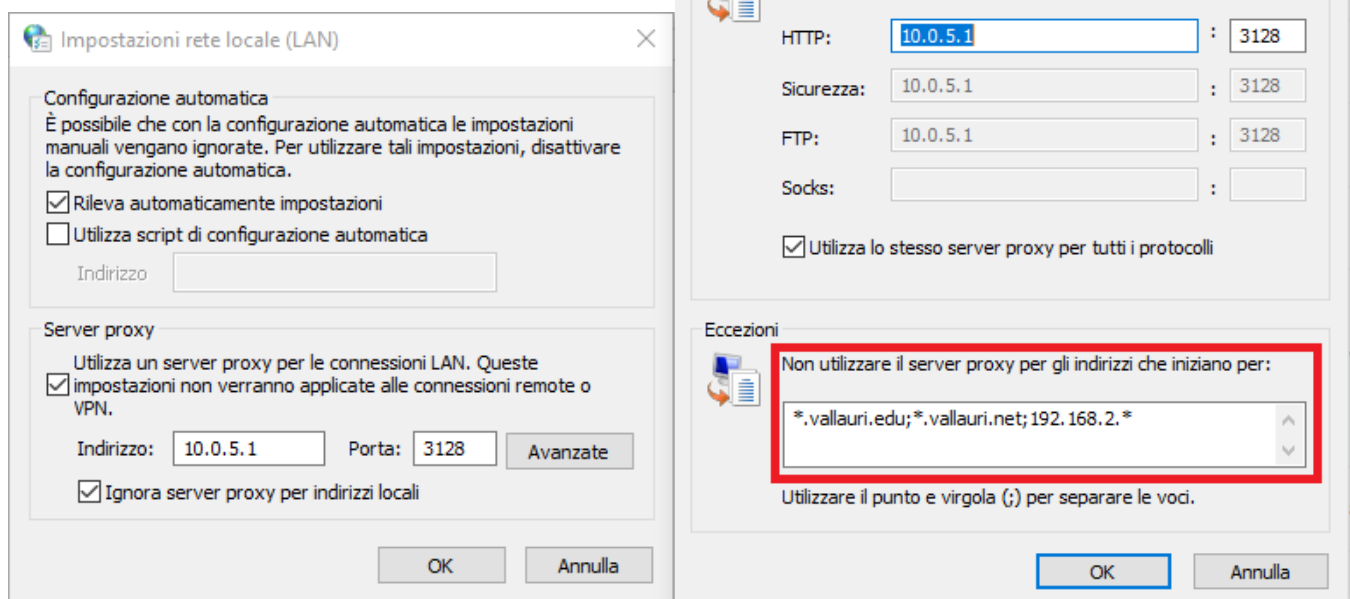 Impostazioni rete locale (LAN)
Configurazione automatica
È possibile che con la configurazione automatica le impostazioni
manuali vengano ignorate. Per utilizzare tali impostazioni, disattivare
la configurazione automatica.
Rileva automaticamente impostazioni
Utilizza script di configurazione automatica
Indirizzo
Server proxy
Utilizza un server proxy per le connessioni LAN. Queste
impostazioni non verranno applicate alle connessioni remote o
VPN.
Indirizzo: 10.0.5.1 Porta: 3128 Avanzate
Ignora server proxy per indirizzi locali
OK Annulla
HTTP: 10.0.5.1 : 3128
Sicurezza: 10.0.5.1 : 3128
FTP: 10.0.5.1 : 3128
Socks: :
Utilizza lo stesso server proxy per tutti i protocolli
Eccezioni
Non utilizzare il server proxy per gli indirizzi che iniziano per:
*.vallauri.edu;*.vallauri.net;192.168.2.*
Utilizzare il punto e virgola (;) per separare le voci.
OK Annulla